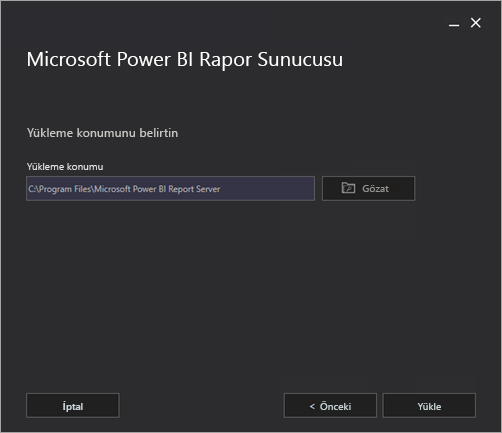 Microsoft Power BI Rapor Sunucusu
Yükleme konumunu belirtin
Yükleme konumu
C:\Program Files\Microsoft Power BI Report Server
Gözat
İptal
< Önceki
Yükle